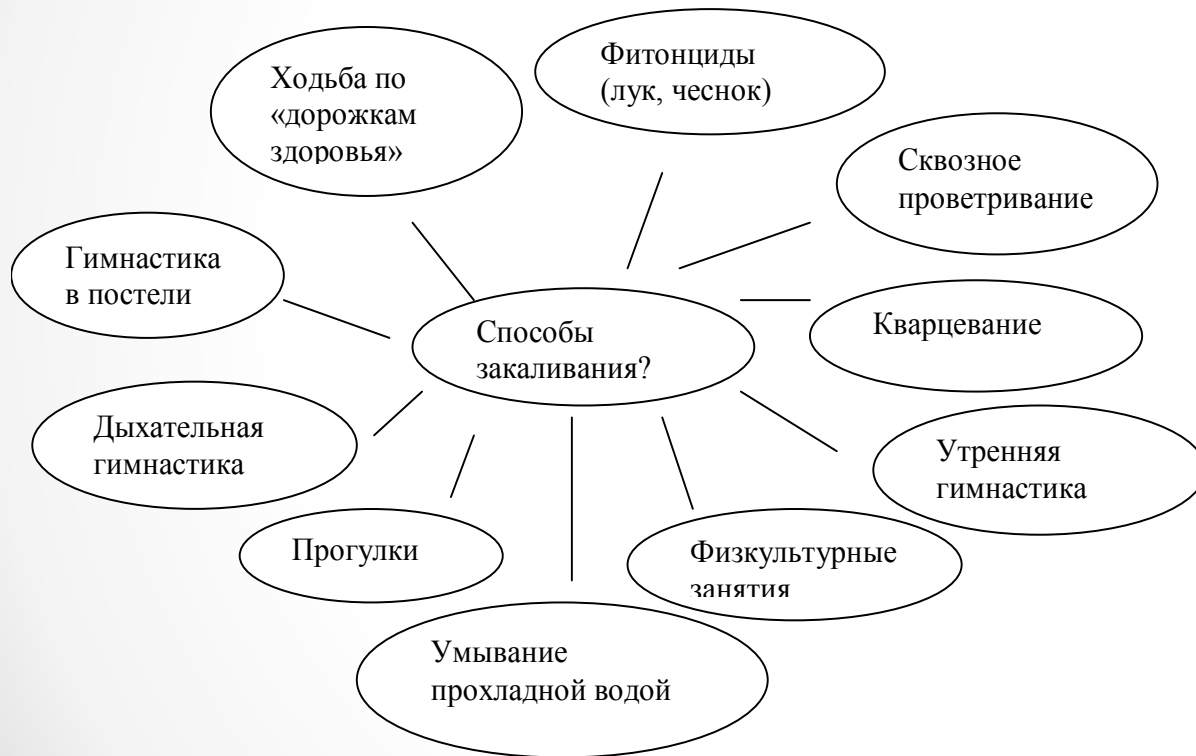 Ходьба по
«дорожкам
здоровья»
Фитонциды
(лук, чеснок)
Сквозное
проветривание
Гимнастика
в постели
Способы
закаливания?
Кварцевание
Дыхательная
гимнастика
Утренняя
гимнастика
Прогулки
Физкультурные
занятия
Умывание
прохладной водой